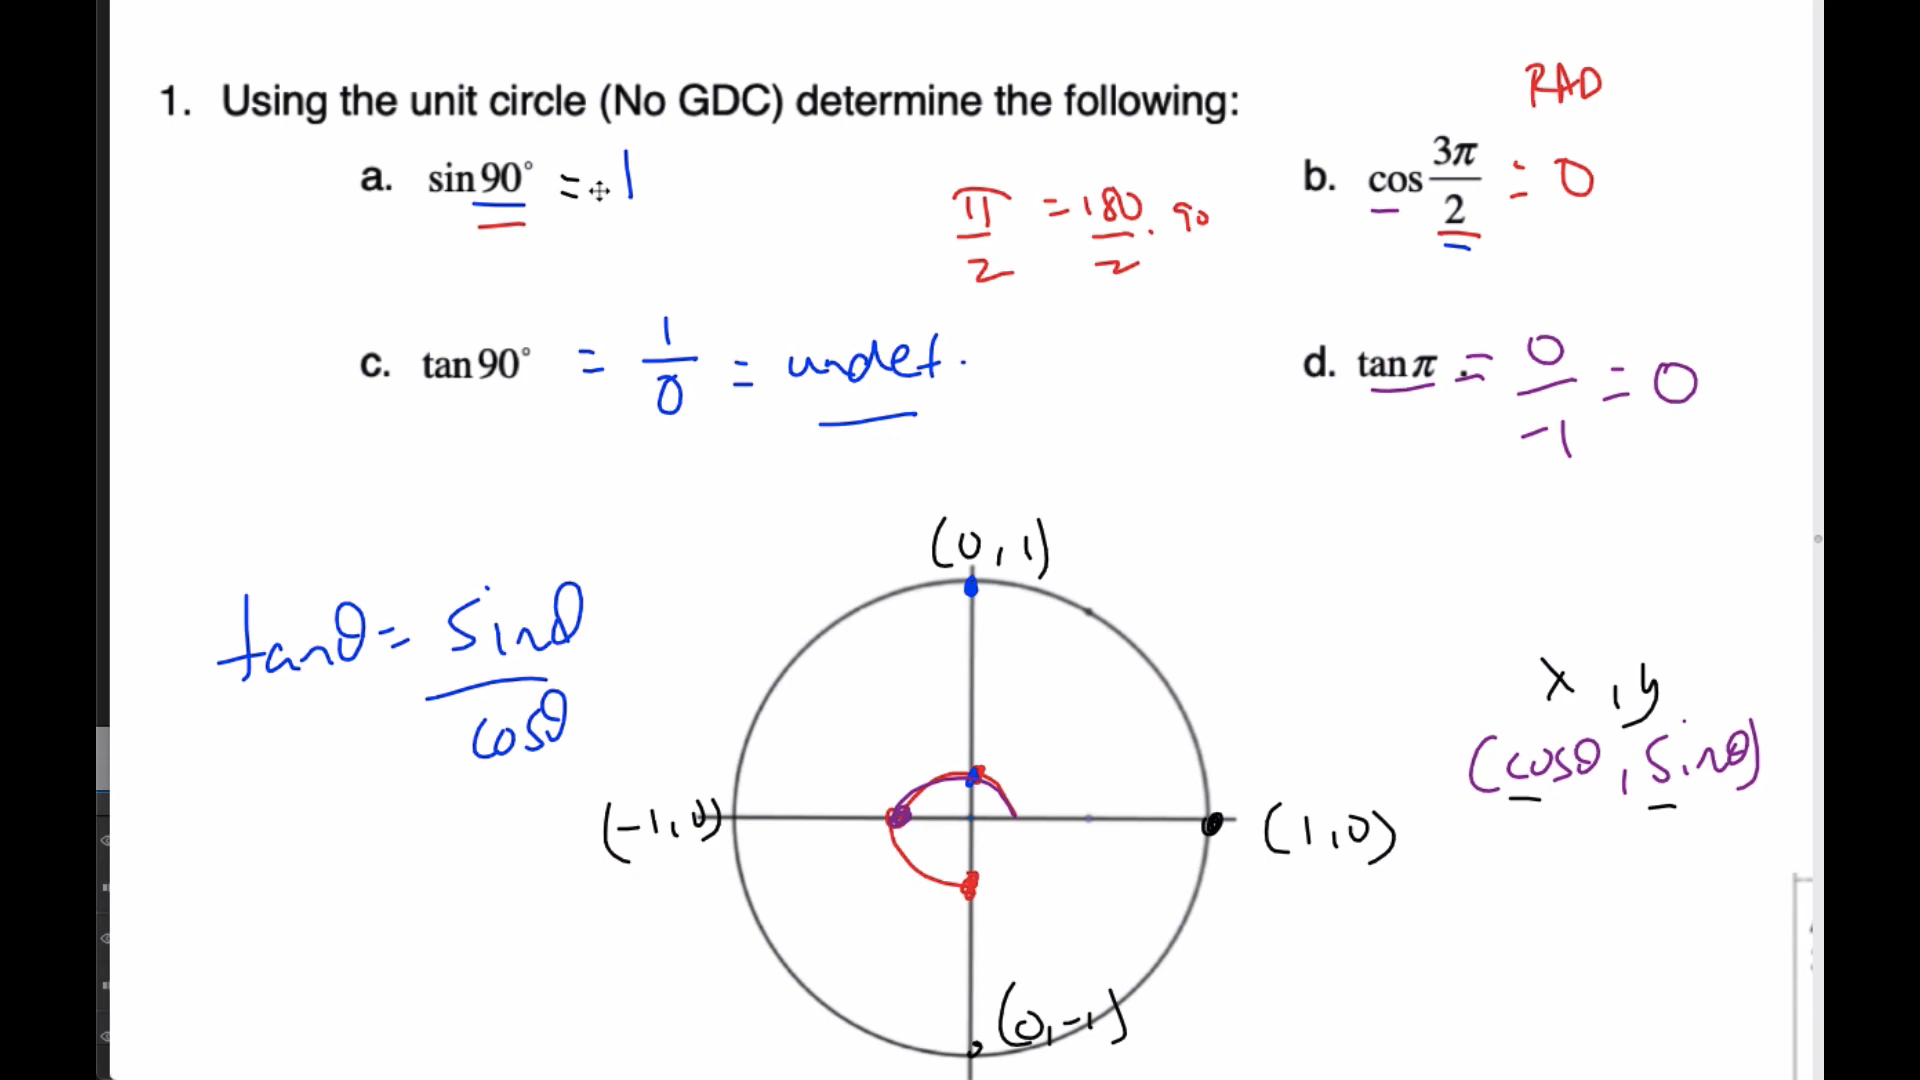 RAD
1. Using the unit circle (No GDC) determine the following:
a. sin 90° = 1
π/2 = 180/2 . 90
b. cos 3π/2 = 0
c. tan 90° = 1/0 = undef.
d. tan π = 0/-1 = 0
(0, 1)
tanθ = sinθ/cosθ
x , y
(cosθ, sinθ)
(-1, 0)
(1, 0)
(0, -1)